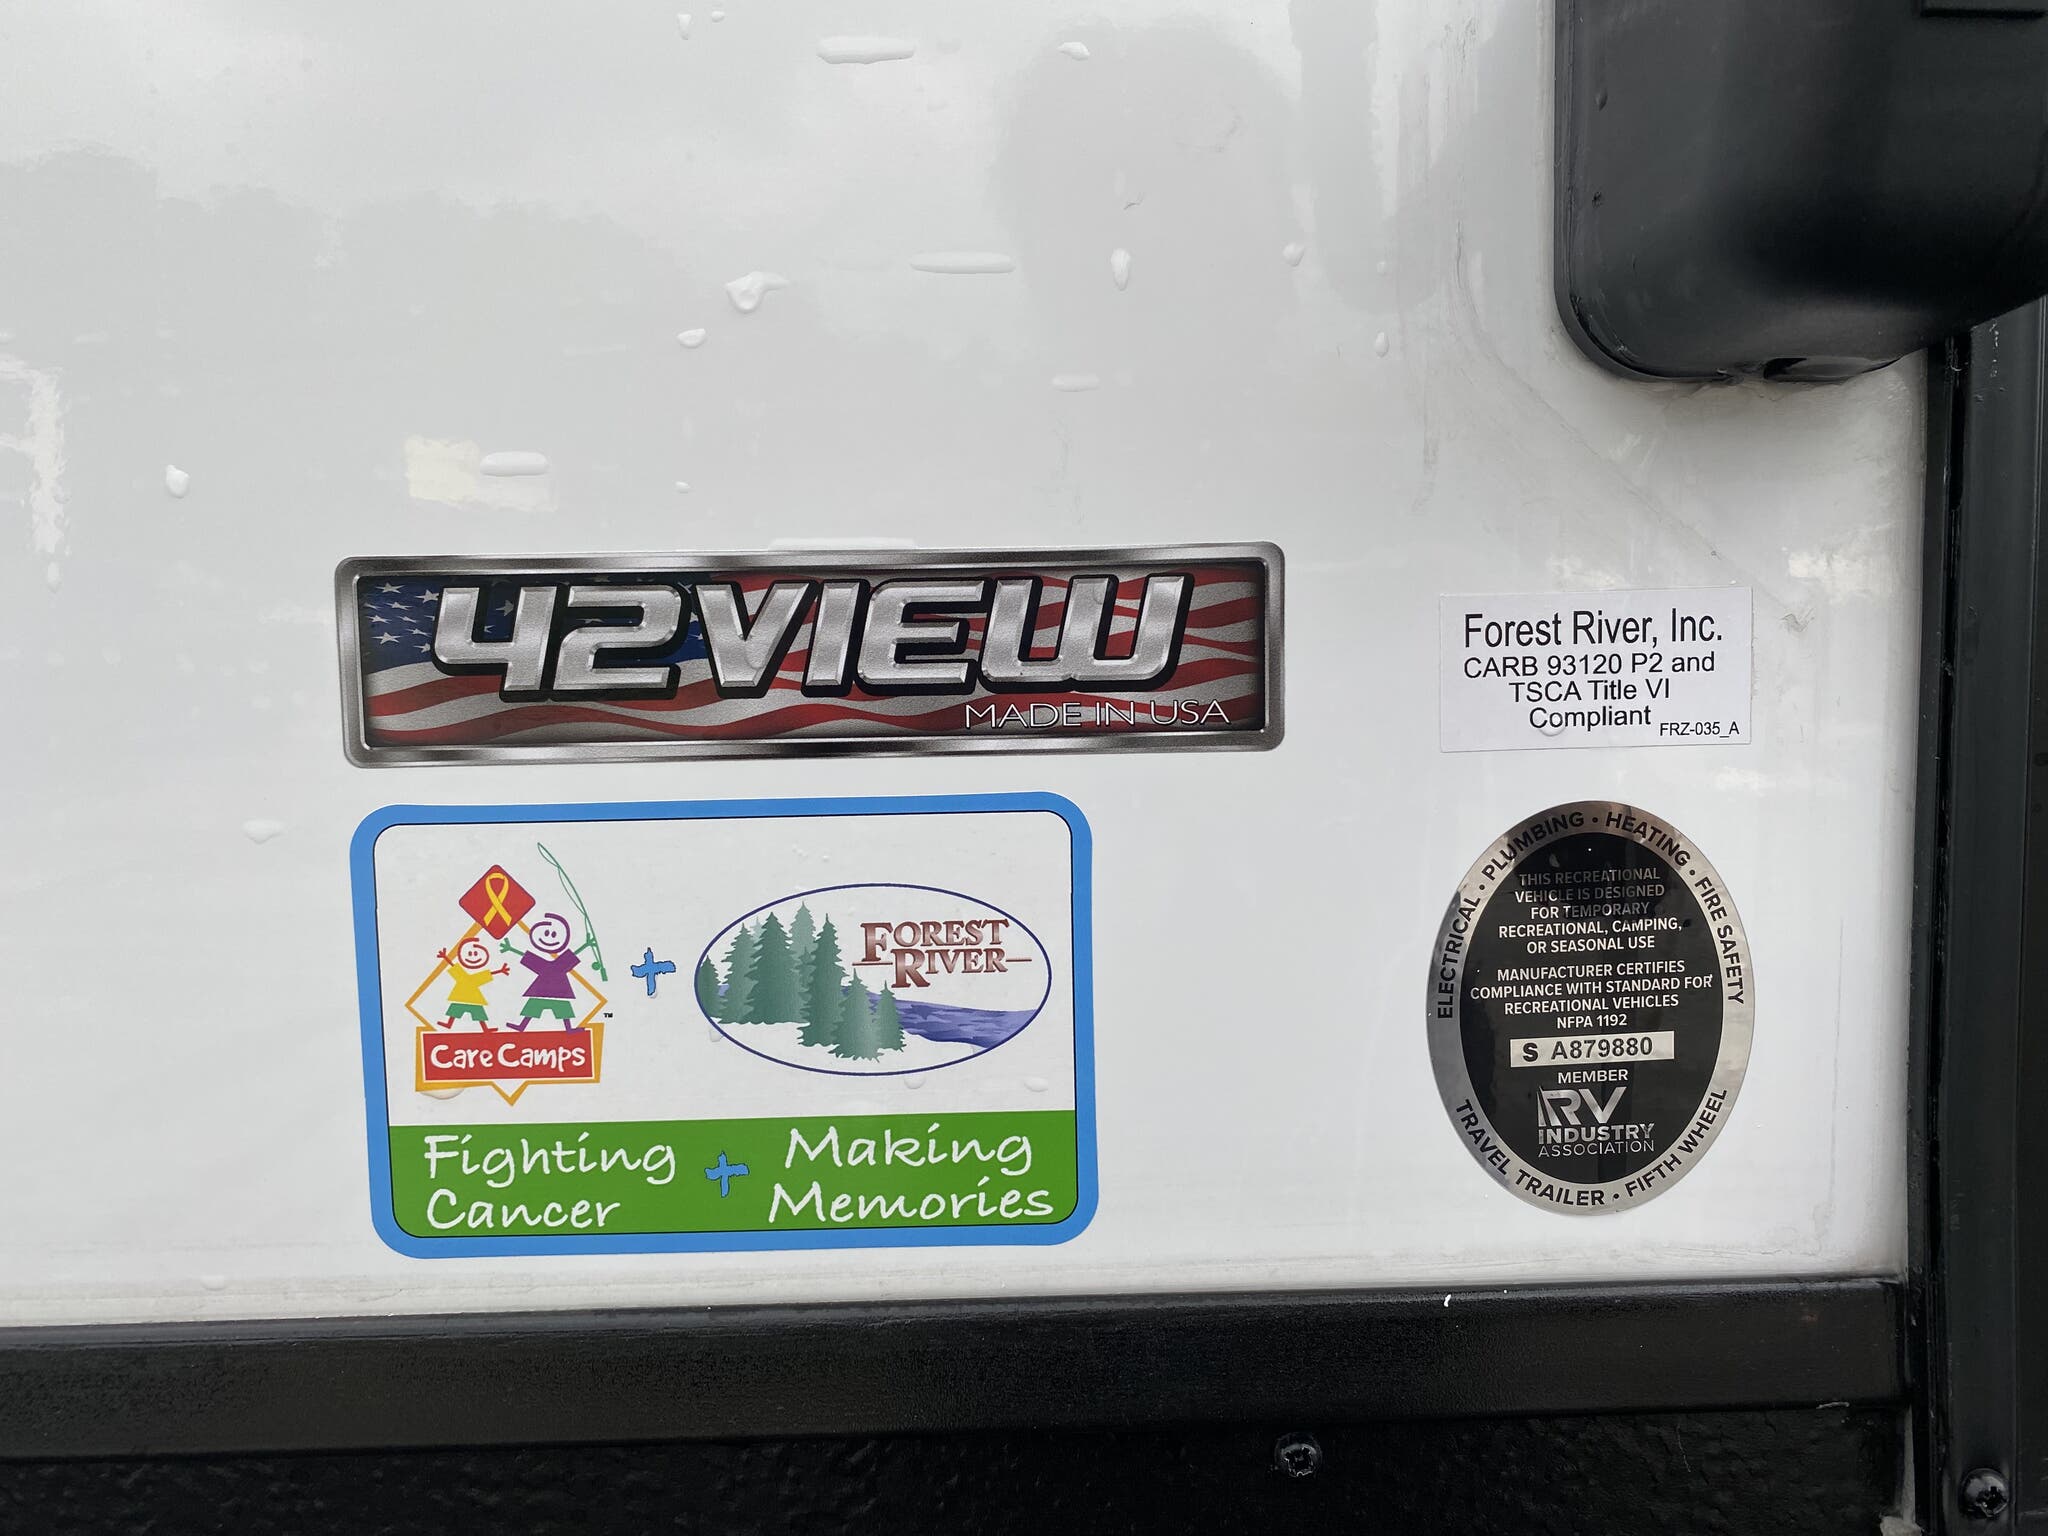 42VIEW
MADE IN USA
Forest River, Inc.
CARB 93120 P2 and
TSCA Title VI
Compliant
FRZ-035_A
Care Camps
™
+
FOREST
RIVER
Fighting
Cancer
+
Making
Memories
ELECTRICAL • PLUMBING • HEATING • FIRE SAFETY
THIS RECREATIONAL
VEHICLE IS DESIGNED
FOR TEMPORARY
RECREATIONAL, CAMPING,
OR SEASONAL USE
MANUFACTURER CERTIFIES
COMPLIANCE WITH STANDARD FOR
RECREATIONAL VEHICLES
NFPA 1192
S A879880
MEMBER
RV
INDUSTRY
ASSOCIATION
TRAVEL TRAILER • FIFTH WHEEL